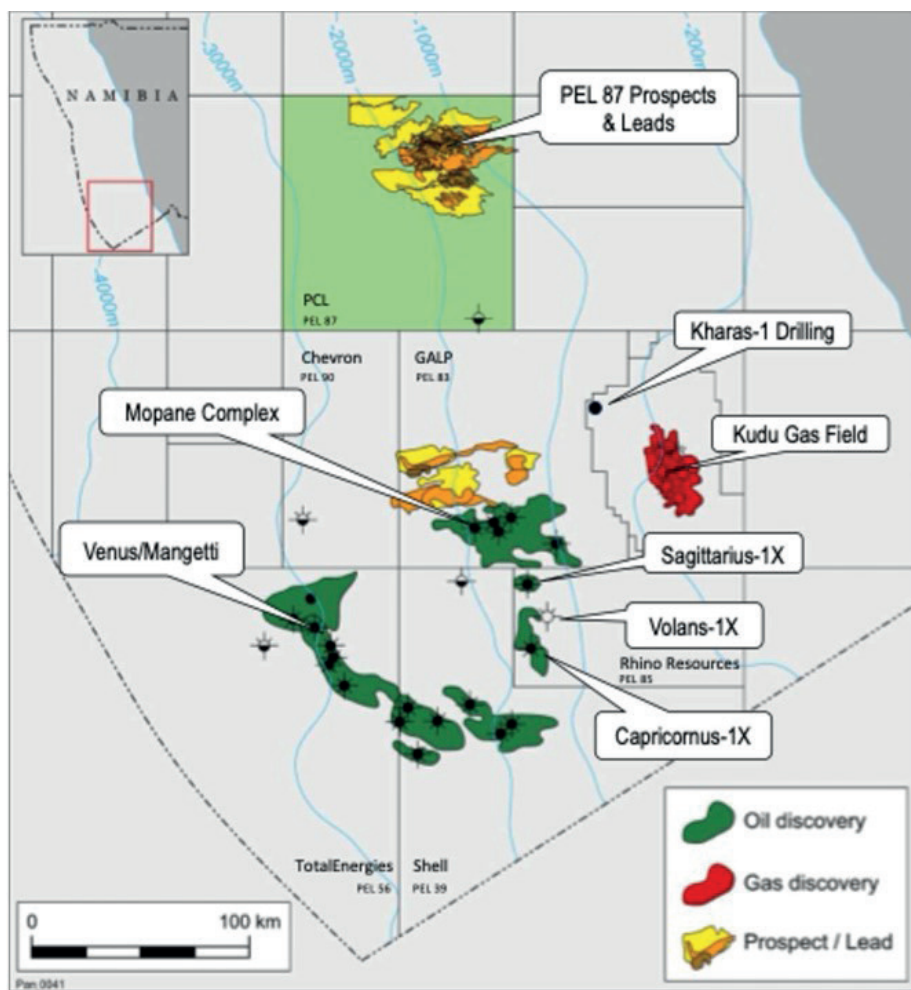 NAMIBIA
-3000m
-2000m
-1000m
-200m
-4000m
PEL 87 Prospects
& Leads
PCL
PEL 87
Chevron
PEL 90
GALP
PEL 83
Kharas-1 Drilling
Mopane Complex
Kudu Gas Field
Venus/Mangetti
Sagittarius-1X
Volans-1X
Rhino Resources
PEL 85
Capricornus-1X
TotalEnergies
PEL 56
Shell
PEL 39
0 100 km
Oil discovery
Gas discovery
Prospect / Lead
Pan.0041